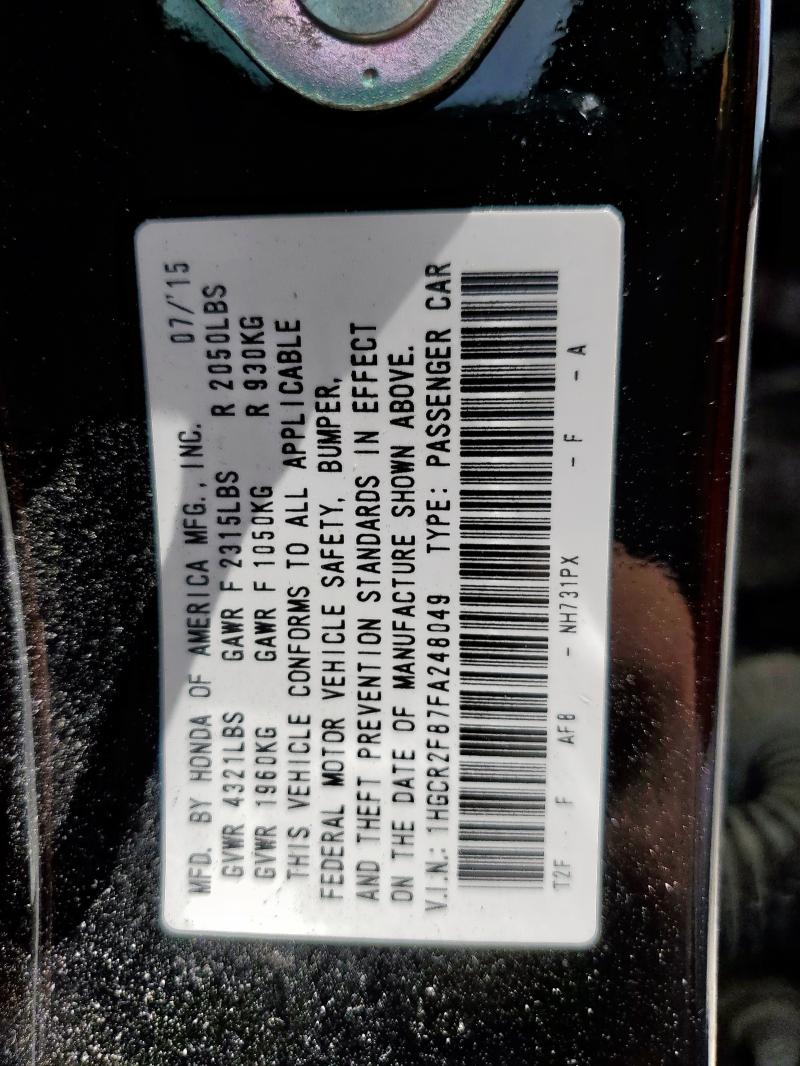 MFD. BY HONDA OF AMERICA MFG., INC. 07/'15
GVWR 4321LBS GAWR F 2315LBS R 2050LBS
GVWR 1960KG GAWR F 1050KG R 930KG
THIS VEHICLE CONFORMS TO ALL APPLICABLE
FEDERAL MOTOR VEHICLE SAFETY, BUMPER,
AND THEFT PREVENTION STANDARDS IN EFFECT
ON THE DATE OF MANUFACTURE SHOWN ABOVE.
V.I.N.: 1HGCR2F87FA248049 TYPE: PASSENGER CAR
T2F F AF8 - NH731PX - F - A